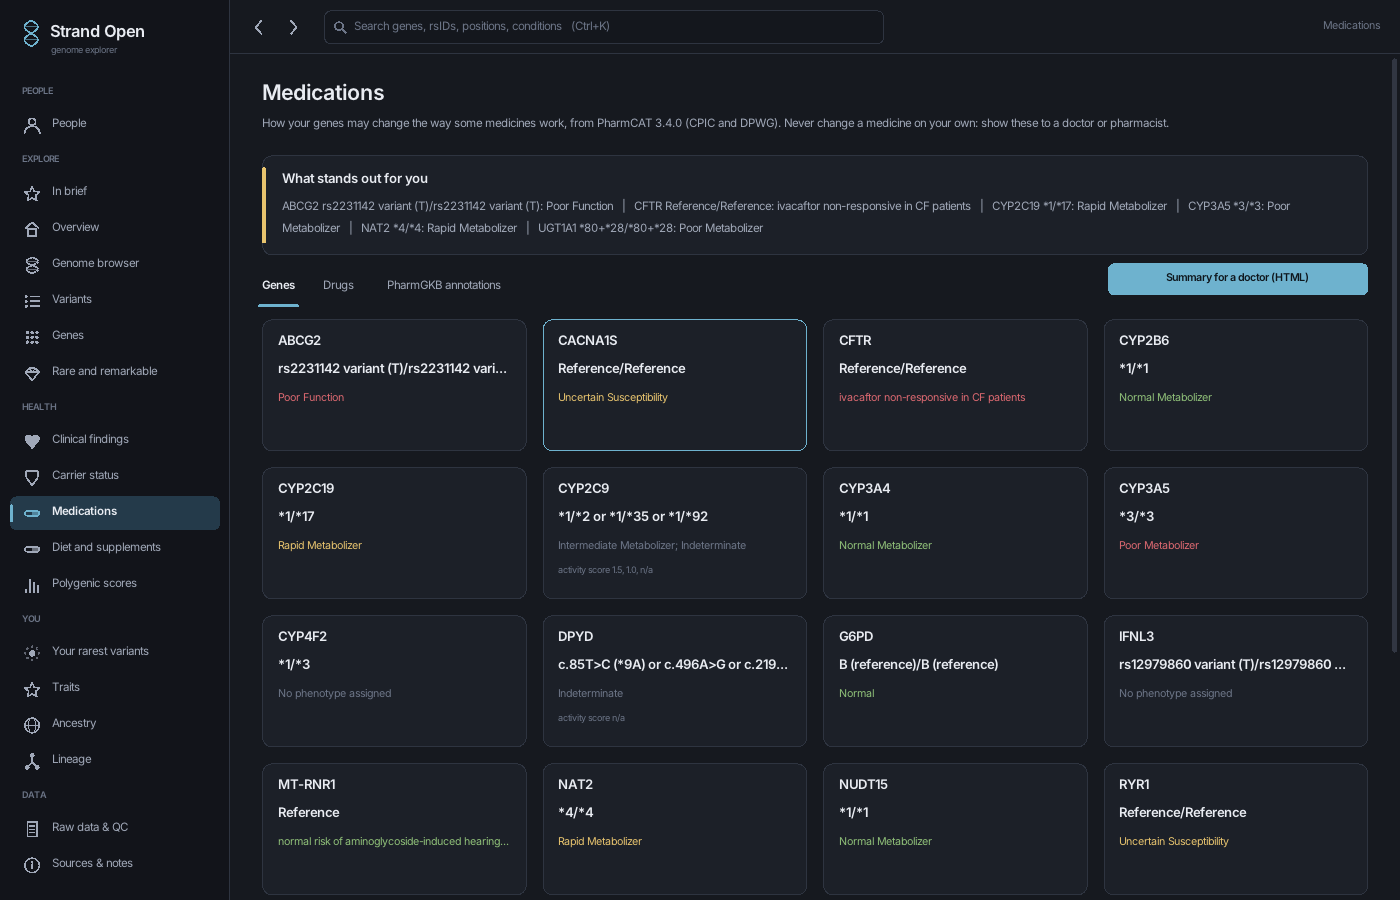 Strand Open
genome explorer
PEOPLE
People
EXPLORE
In brief
Overview
Genome browser
Variants
Genes
Rare and remarkable
HEALTH
Clinical findings
Carrier status
Medications
Diet and supplements
Polygenic scores
YOU
Your rarest variants
Traits
Ancestry
Lineage
DATA
Raw data & QC
Sources & notes
Search genes, rsIDs, positions, conditions (Ctrl+K)
Medications
Medications
How your genes may change the way some medicines work, from PharmCAT 3.4.0 (CPIC and DPWG). Never change a medicine on your own: show these to a doctor or pharmacist.
What stands out for you
ABCG2 rs2231142 variant (T)/rs2231142 variant (T): Poor Function | CFTR Reference/Reference: ivacaftor non-responsive in CF patients | CYP2C19 *1/*17: Rapid Metabolizer | CYP3A5 *3/*3: Poor
Metabolizer | NAT2 *4/*4: Rapid Metabolizer | UGT1A1 *80+*28/*80+*28: Poor Metabolizer
Genes
Drugs
PharmGKB annotations
Summary for a doctor (HTML)
ABCG2
rs2231142 variant (T)/rs2231142 vari...
Poor Function
CACNA1S
Reference/Reference
Uncertain Susceptibility
CFTR
Reference/Reference
ivacaftor non-responsive in CF patients
CYP2B6
*1/*1
Normal Metabolizer
CYP2C19
*1/*17
Rapid Metabolizer
CYP2C9
*1/*2 or *1/*35 or *1/*92
Intermediate Metabolizer; Indeterminate
activity score 1.5, 1.0, n/a
CYP3A4
*1/*1
Normal Metabolizer
CYP3A5
*3/*3
Poor Metabolizer
CYP4F2
*1/*3
No phenotype assigned
DPYD
c.85T>C (*9A) or c.496A>G or c.219...
Indeterminate
activity score n/a
G6PD
B (reference)/B (reference)
Normal
IFNL3
rs12979860 variant (T)/rs12979860 ...
No phenotype assigned
MT-RNR1
Reference
normal risk of aminoglycoside-induced hearing...
NAT2
*4/*4
Rapid Metabolizer
NUDT15
*1/*1
Normal Metabolizer
RYR1
Reference/Reference
Uncertain Susceptibility